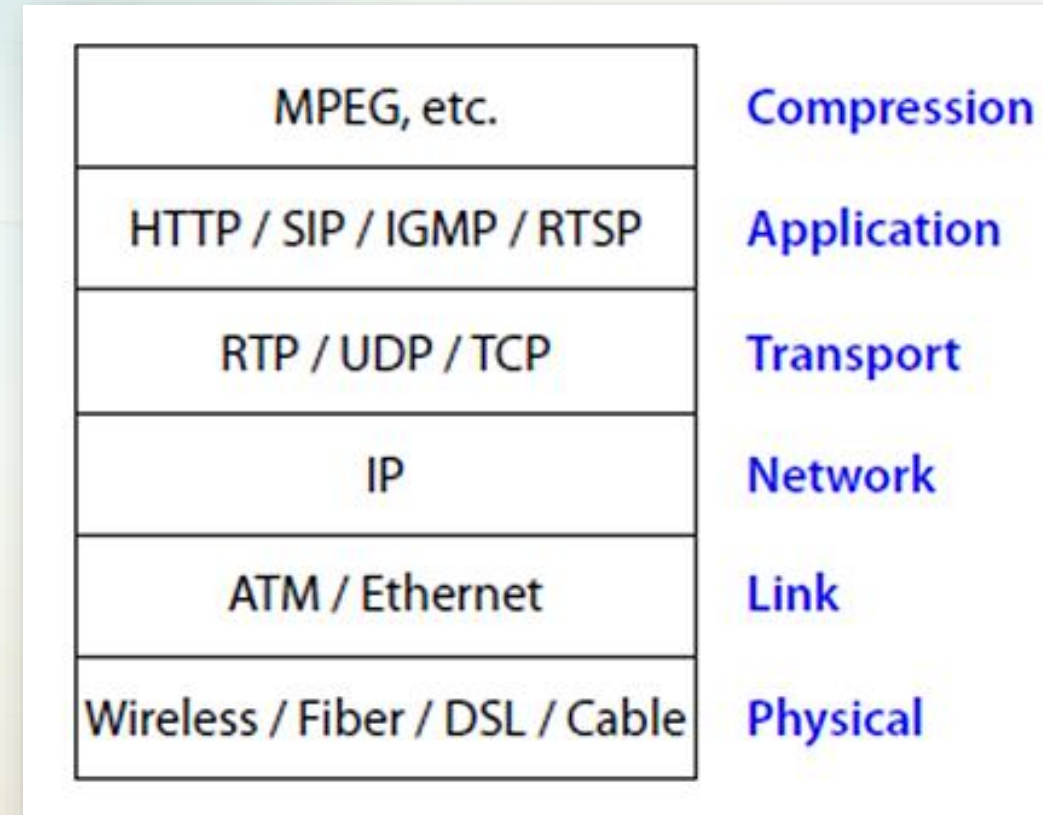 MPEG, etc. Compression
HTTP / SIP / IGMP / RTSP Application
RTP / UDP / TCP Transport
IP Network
ATM / Ethernet Link
Wireless / Fiber / DSL / Cable Physical